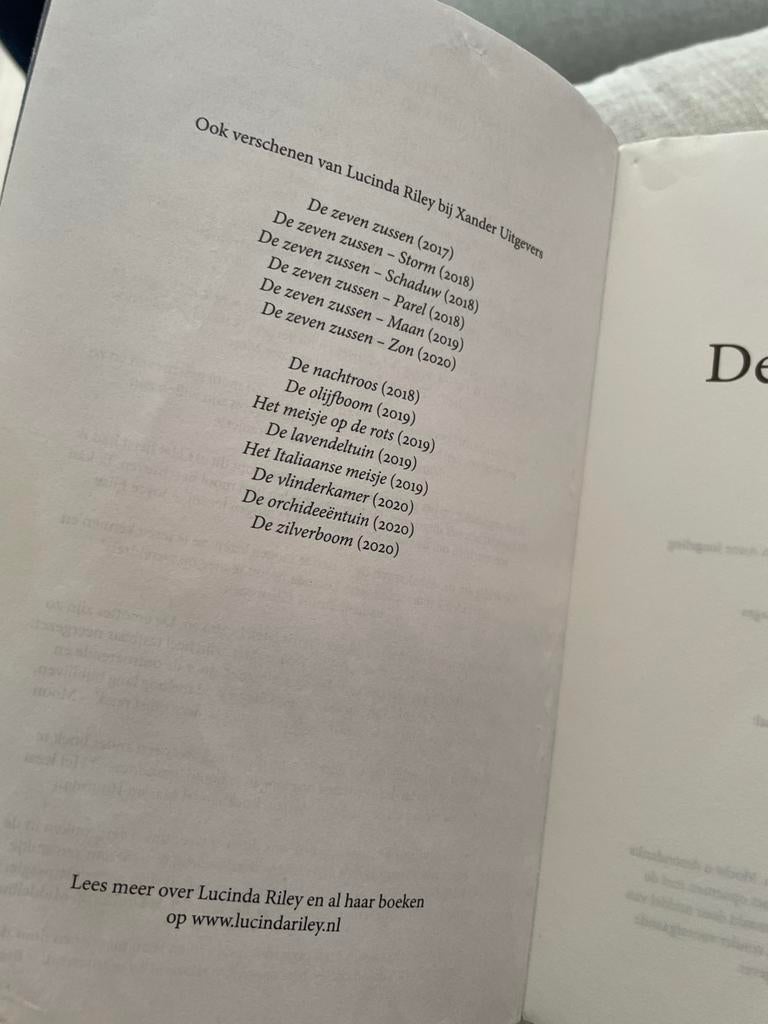 Ook verschenen van Lucinda Riley bij Xander Uitgevers
De zeven zussen (2017)
De zeven zussen – Storm (2018)
De zeven zussen – Schaduw (2018)
De zeven zussen – Parel (2018)
De zeven zussen – Maan (2019)
De zeven zussen – Zon (2020)
De nachtroos (2018)
De olijfboom (2019)
Het meisje op de rots (2019)
De lavendeltuin (2019)
Het Italiaanse meisje (2019)
De vlinderkamer (2020)
De orchideeëntuin (2020)
De zilverboom (2020)
Lees meer over Lucinda Riley en al haar boeken
op www.lucindariley.nl
De